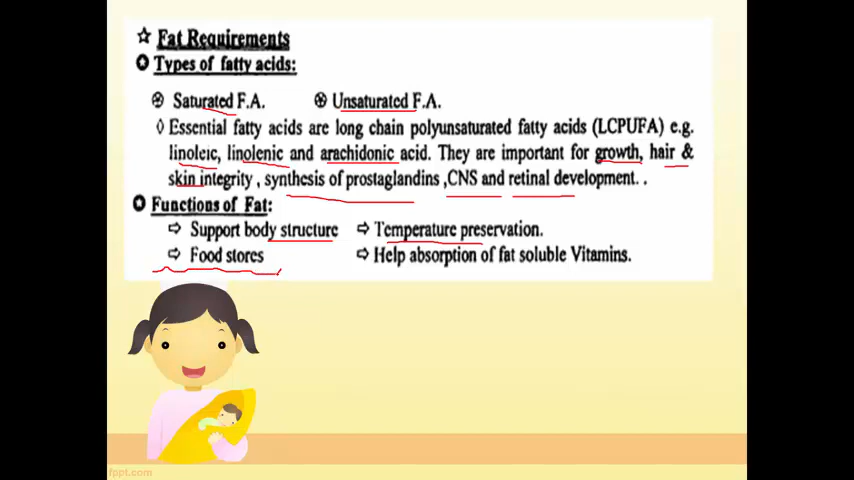 ☆ Fat Requirements
✪ Types of fatty acids:
Saturated F.A. Unsaturated F.A.
◊ Essential fatty acids are long chain polyunsaturated fatty acids (LCPUFA) e.g.
linoleic, linolenic and arachidonic acid. They are important for growth, hair &
skin integrity , synthesis of prostaglandins ,CNS and retinal development. .
✪ Functions of Fat:
⇨ Support body structure ⇨ Temperature preservation.
⇨ Food stores ⇨ Help absorption of fat soluble Vitamins.
fppt.com